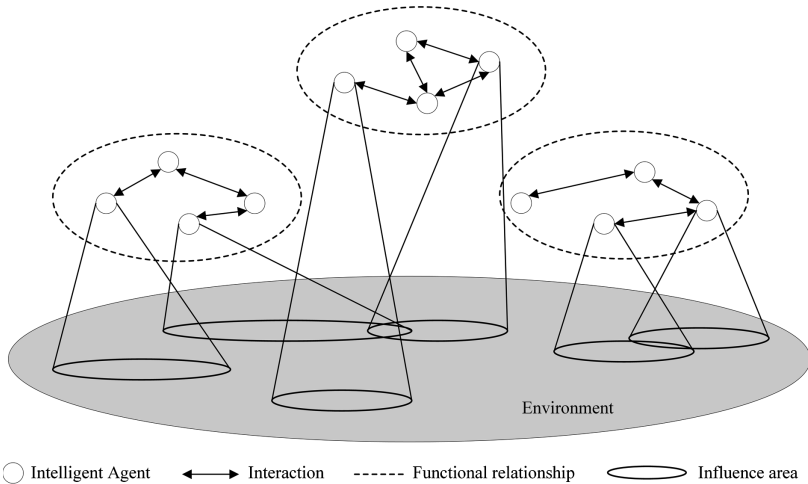 Environment
Intelligent Agent Interaction Functional relationship Influence area